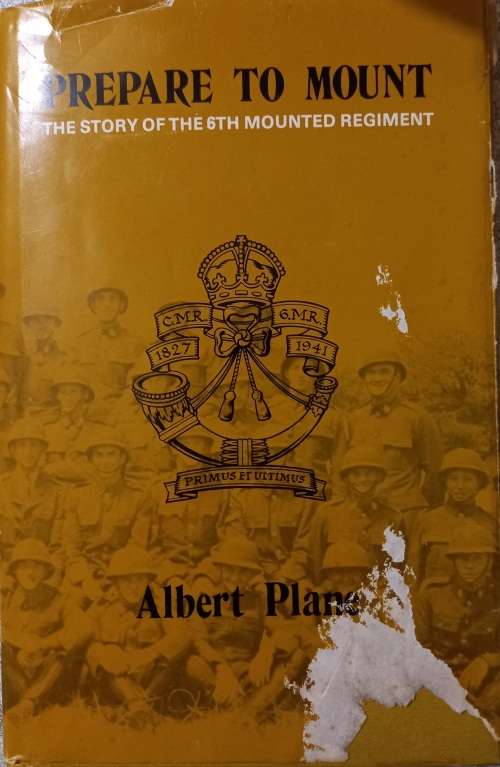 PREPARE TO MOUNT
THE STORY OF THE 6TH MOUNTED REGIMENT
C.M.R. 6.M.R.
1827 1941
PRIMUS ET ULTIMUS
Albert Plane